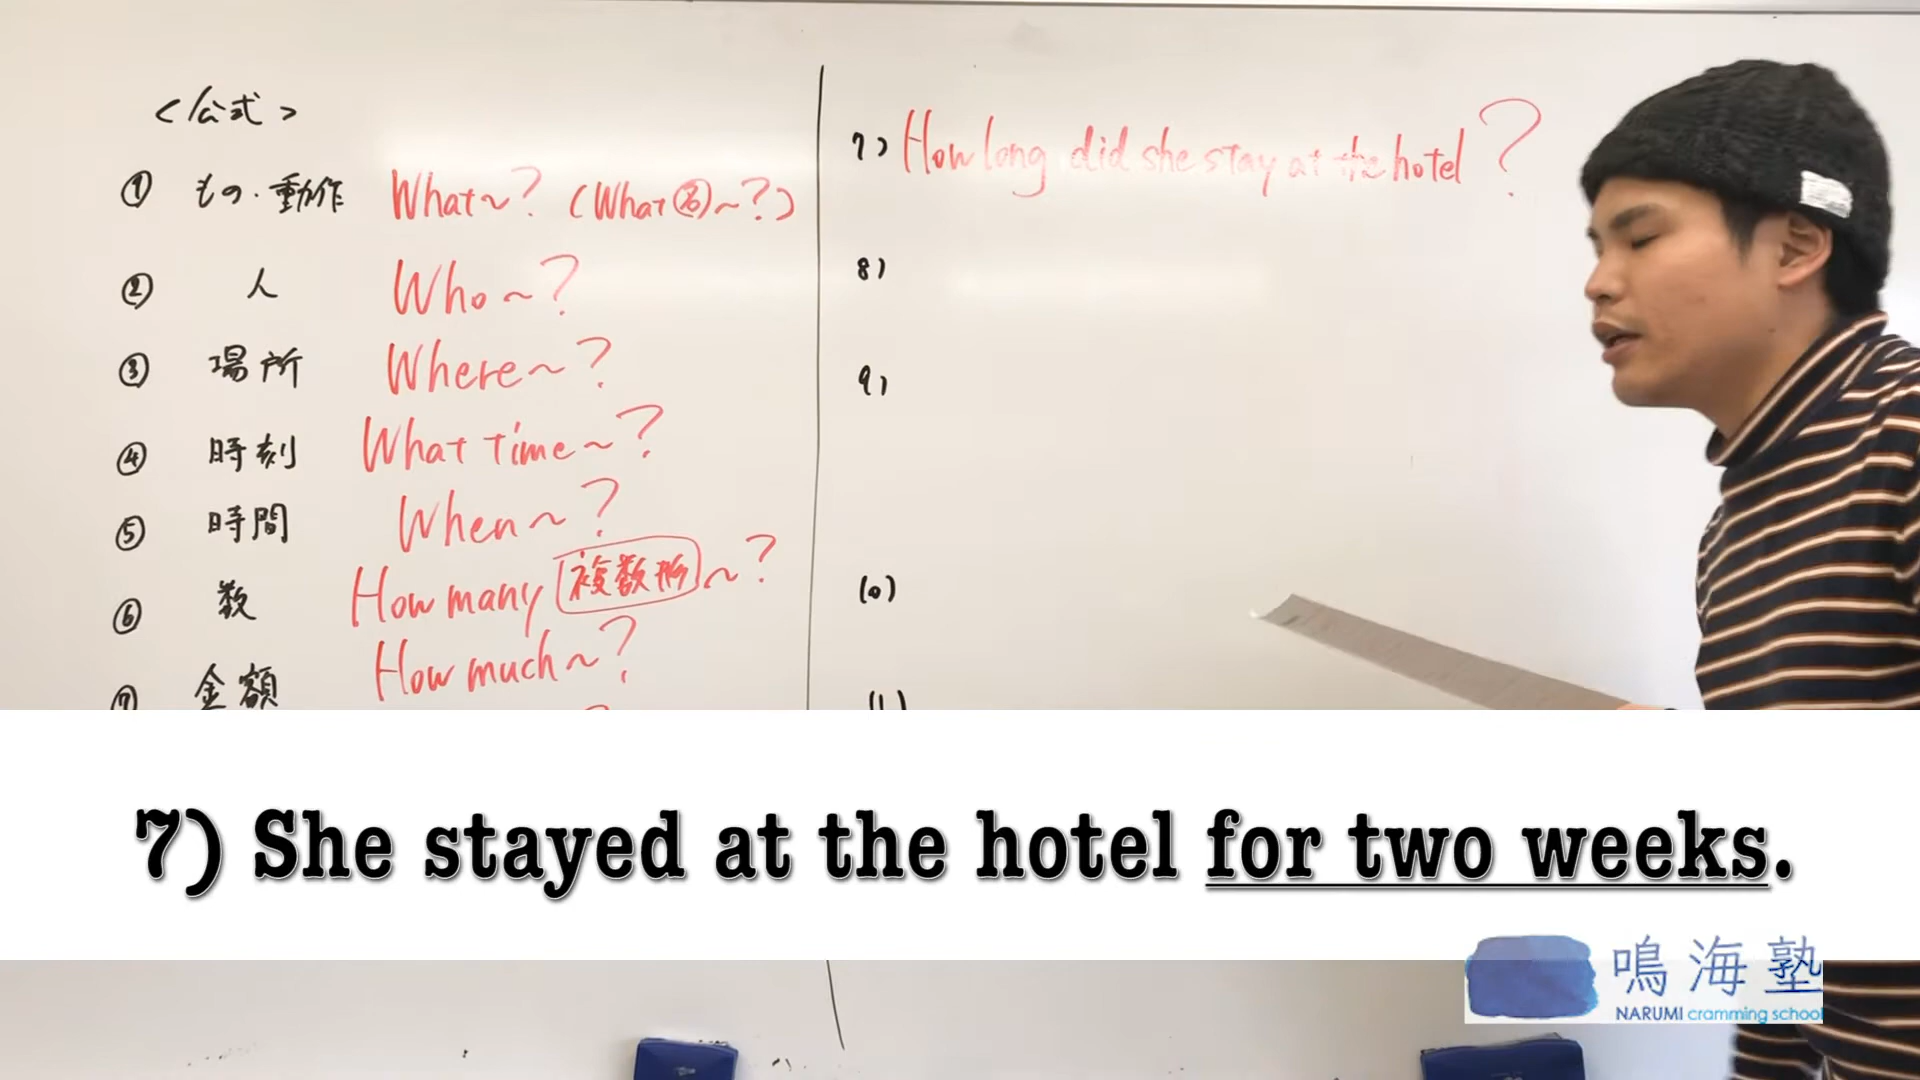 <公式>
① もの・動作 What~? (What名~?)
② 人 Who~?
③ 場所 Where~?
④ 時刻 What time~?
⑤ 時間 When~?
⑥ 数 How many 複数形~?
⑦ 金額 How much~?
7) How long did she stay at the hotel?
8)
9)
10)
11)
7) She stayed at the hotel for two weeks.
鳴海塾
NARUMI cramming school